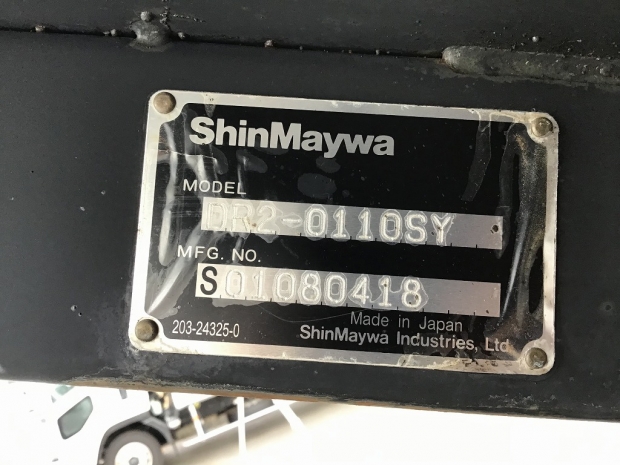 ShinMaywa
MODEL
DR2-0110SY
MFG. NO.
S01080418
203-24325-0
Made in Japan
ShinMaywa Industries, Ltd